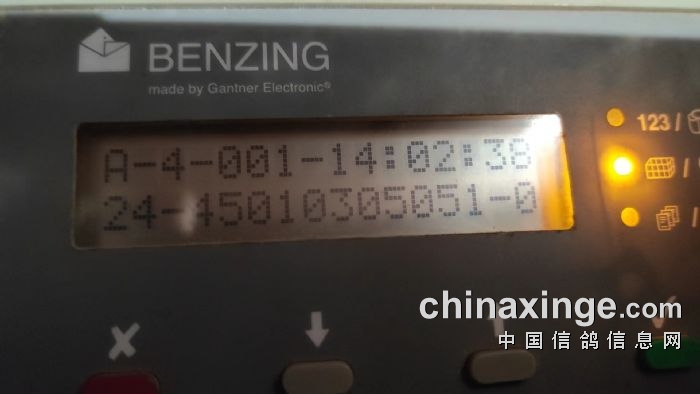 BENZING
made by Gantner Electronic®
A-4-001-14:02:38
24-45010305051-0
123 /
chinaxinge.com
中国信鸽信息网